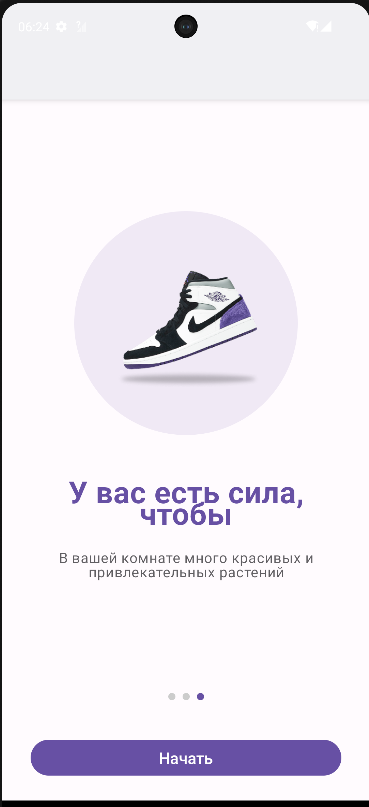 06:24
У вас есть сила,
чтобы
В вашей комнате много красивых и
привлекательных растений
Начать